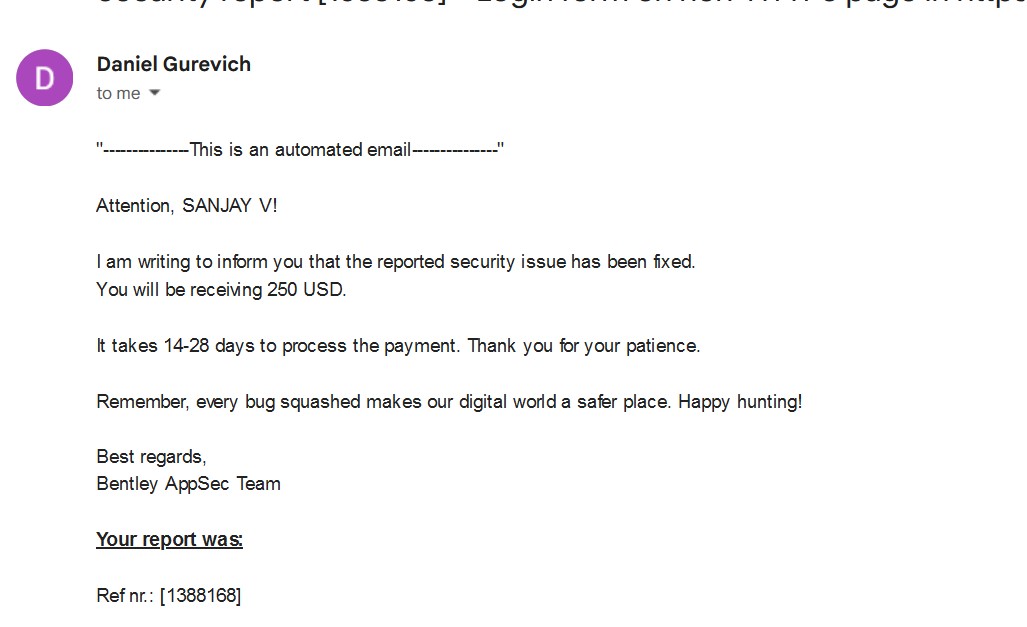 D
Daniel Gurevich
to me
"---------------This is an automated email---------------"
Attention, SANJAY V!
I am writing to inform you that the reported security issue has been fixed.
You will be receiving 250 USD.
It takes 14-28 days to process the payment. Thank you for your patience.
Remember, every bug squashed makes our digital world a safer place. Happy hunting!
Best regards,
Bentley AppSec Team
Your report was:
Ref nr.: [1388168]